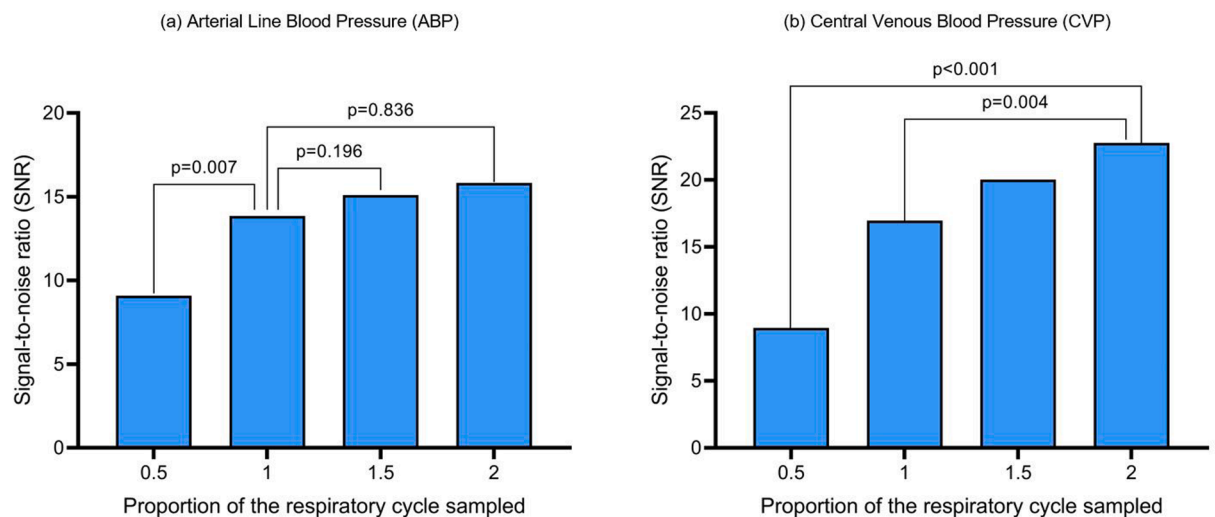 (a) Arterial Line Blood Pressure (ABP)
p=0.836
p=0.007
p=0.196
Signal-to-noise ratio (SNR)
20
15
10
5
0
0.5 1 1.5 2
Proportion of the respiratory cycle sampled
(b) Central Venous Blood Pressure (CVP)
p<0.001
p=0.004
Signal-to-noise ratio (SNR)
25
20
15
10
5
0
0.5 1 1.5 2
Proportion of the respiratory cycle sampled